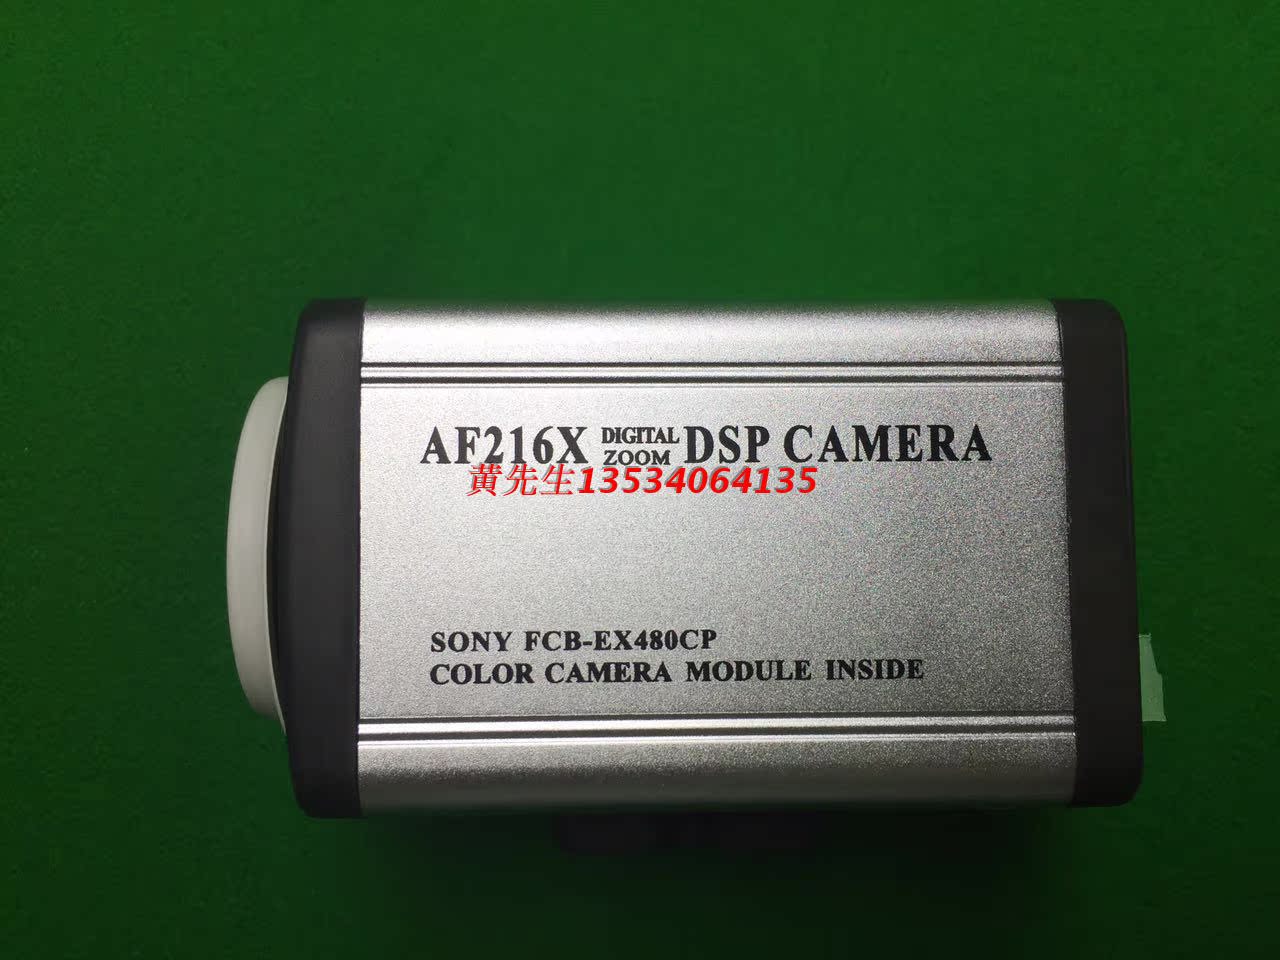 AF216X DIGITAL ZOOM DSP CAMERA
黄先生13534064135
SONY FCB-EX480CP
COLOR CAMERA MODULE INSIDE